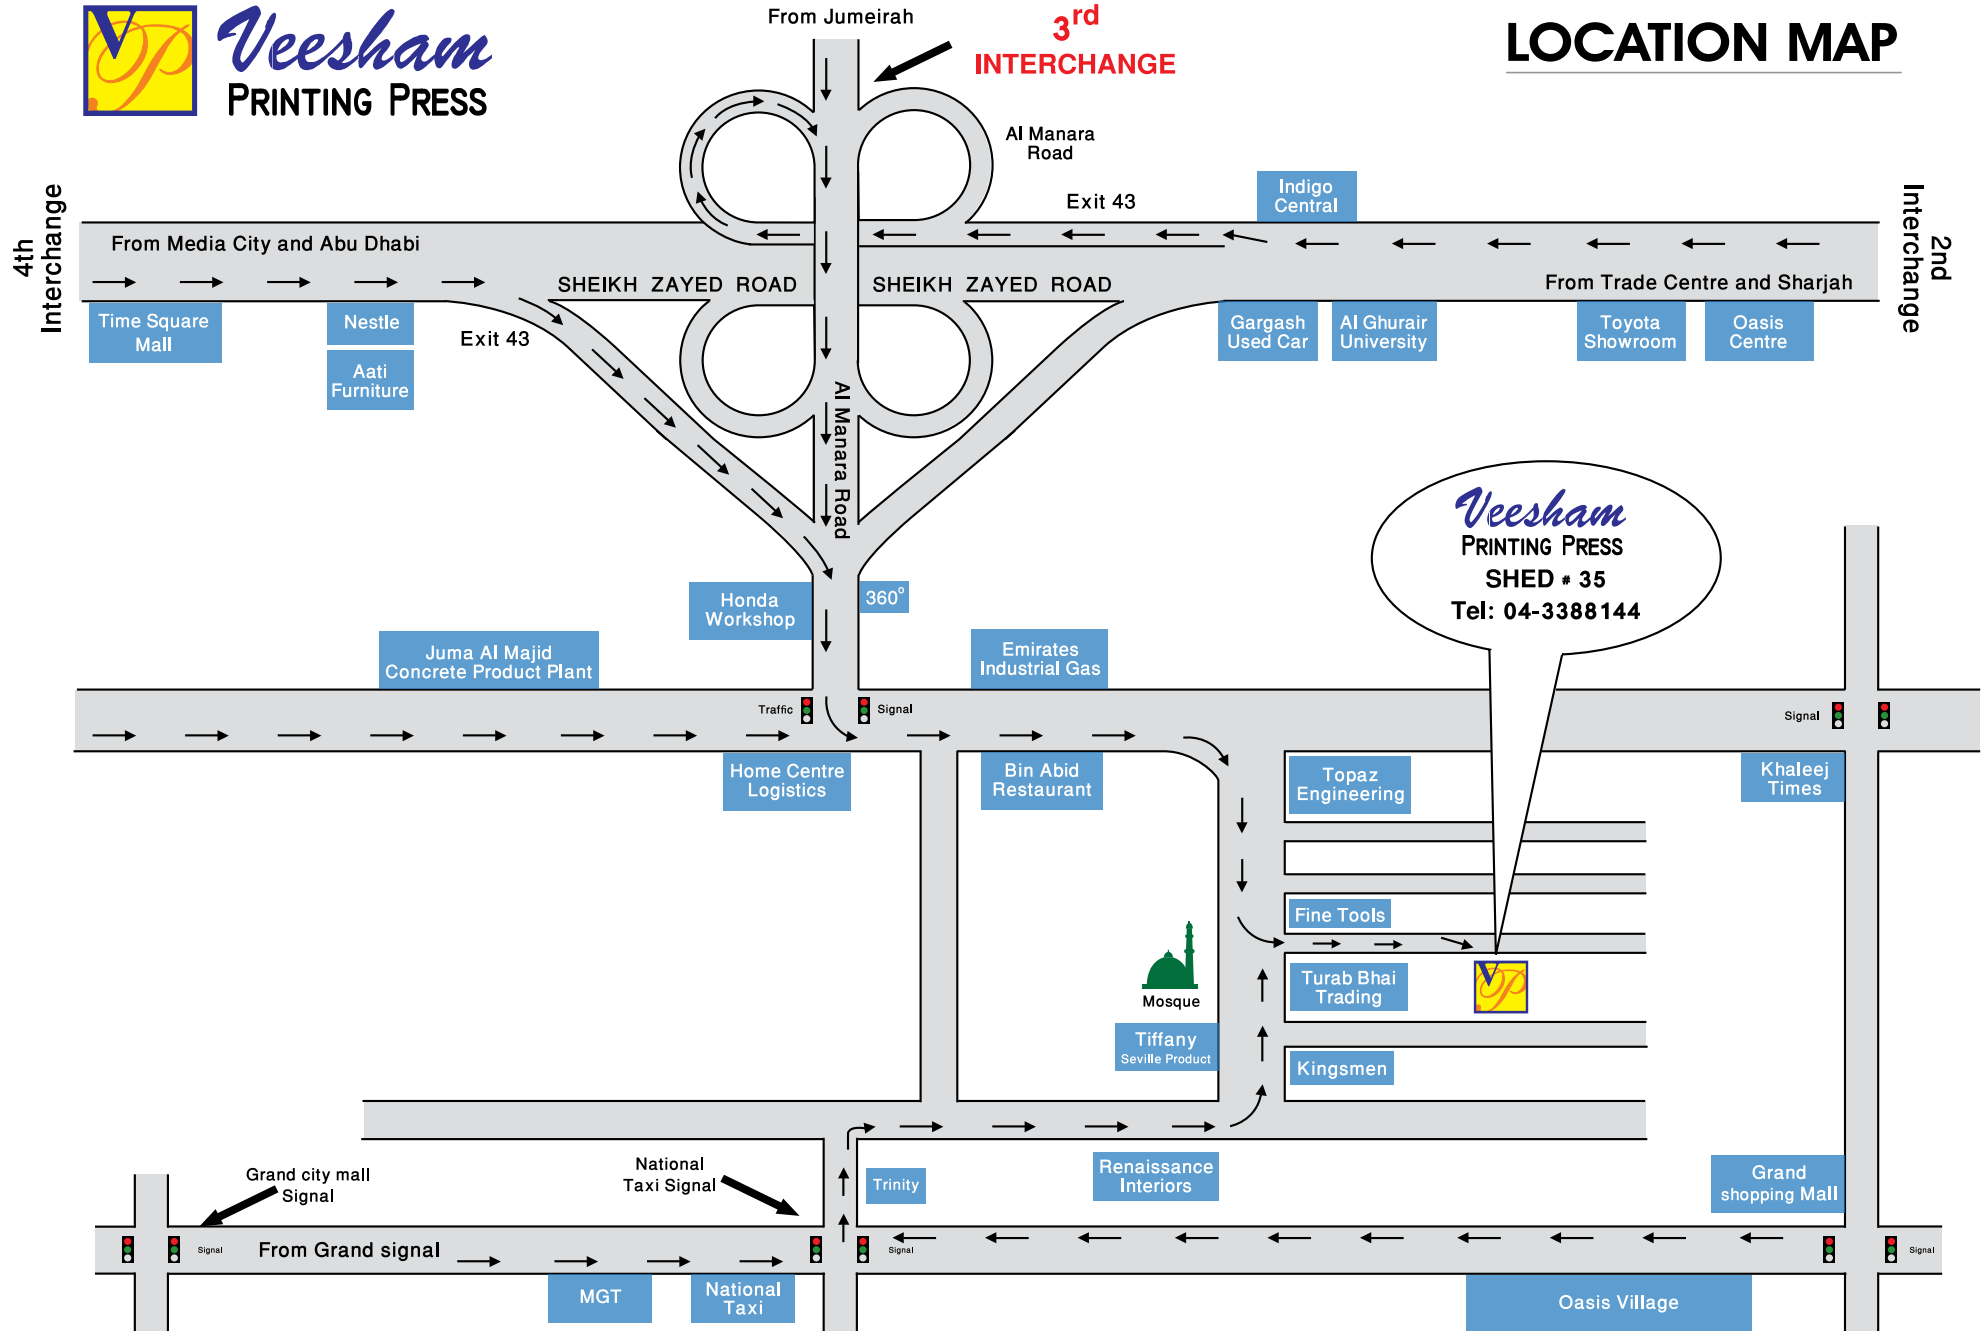 From Jumeirah
3rd
INTERCHANGE
LOCATION MAP
VP
Veesham
PRINTING PRESS
Al Manara
Road
Exit 43
Indigo
Central
4th
Interchange
2nd
Interchange
From Media City and Abu Dhabi
SHEIKH ZAYED ROAD
SHEIKH ZAYED ROAD
From Trade Centre and Sharjah
Time Square
Mall
Nestle
Aati
Furniture
Exit 43
Gargash
Used Car
Al Ghurair
University
Toyota
Showroom
Oasis
Centre
Al Manara Road
Veesham
PRINTING PRESS
SHED # 35
Tel: 04-3388144
Honda
Workshop
360°
Juma Al Majid
Concrete Product Plant
Emirates
Industrial Gas
Traffic
Signal
Signal
Home Centre
Logistics
Bin Abid
Restaurant
Topaz
Engineering
Khaleej
Times
Fine Tools
Turab Bhai
Trading
VP
Mosque
Tiffany
Seville Product
Kingsmen
Grand city mall
Signal
National
Taxi Signal
Trinity
Renaissance
Interiors
Grand
shopping Mall
Signal
From Grand signal
Signal
Signal
MGT
National
Taxi
Oasis Village